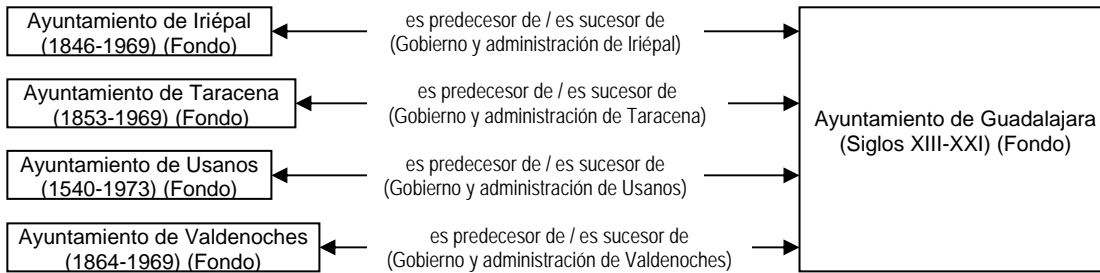 Ayuntamiento de Iriépal
(1846-1969) (Fondo)
es predecesor de / es sucesor de
(Gobierno y administración de Iriépal)
Ayuntamiento de Taracena
(1853-1969) (Fondo)
es predecesor de / es sucesor de
(Gobierno y administración de Taracena)
Ayuntamiento de Usanos
(1540-1973) (Fondo)
es predecesor de / es sucesor de
(Gobierno y administración de Usanos)
Ayuntamiento de Valdenoches
(1864-1969) (Fondo)
es predecesor de / es sucesor de
(Gobierno y administración de Valdenoches)
Ayuntamiento de Guadalajara
(Siglos XIII-XXI) (Fondo)